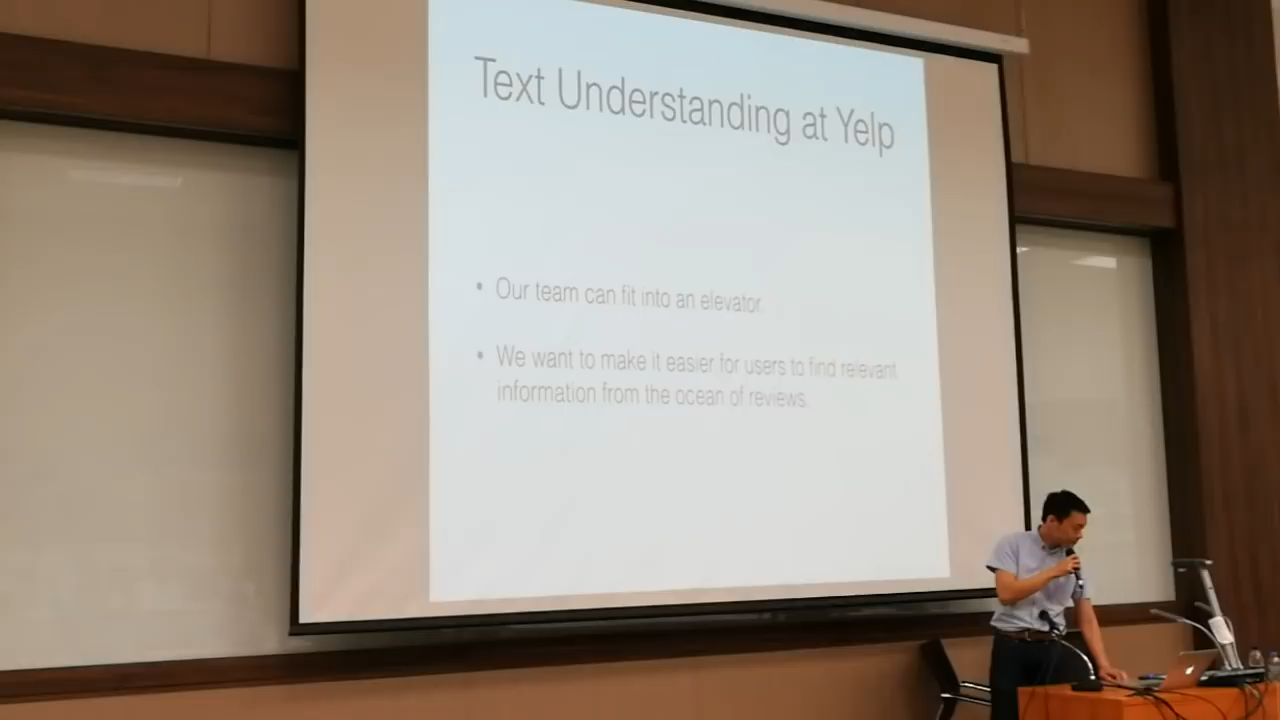 Text Understanding at Yelp
• Our team can fit into an elevator.
• We want to make it easier for users to find relevant
information from the ocean of reviews.